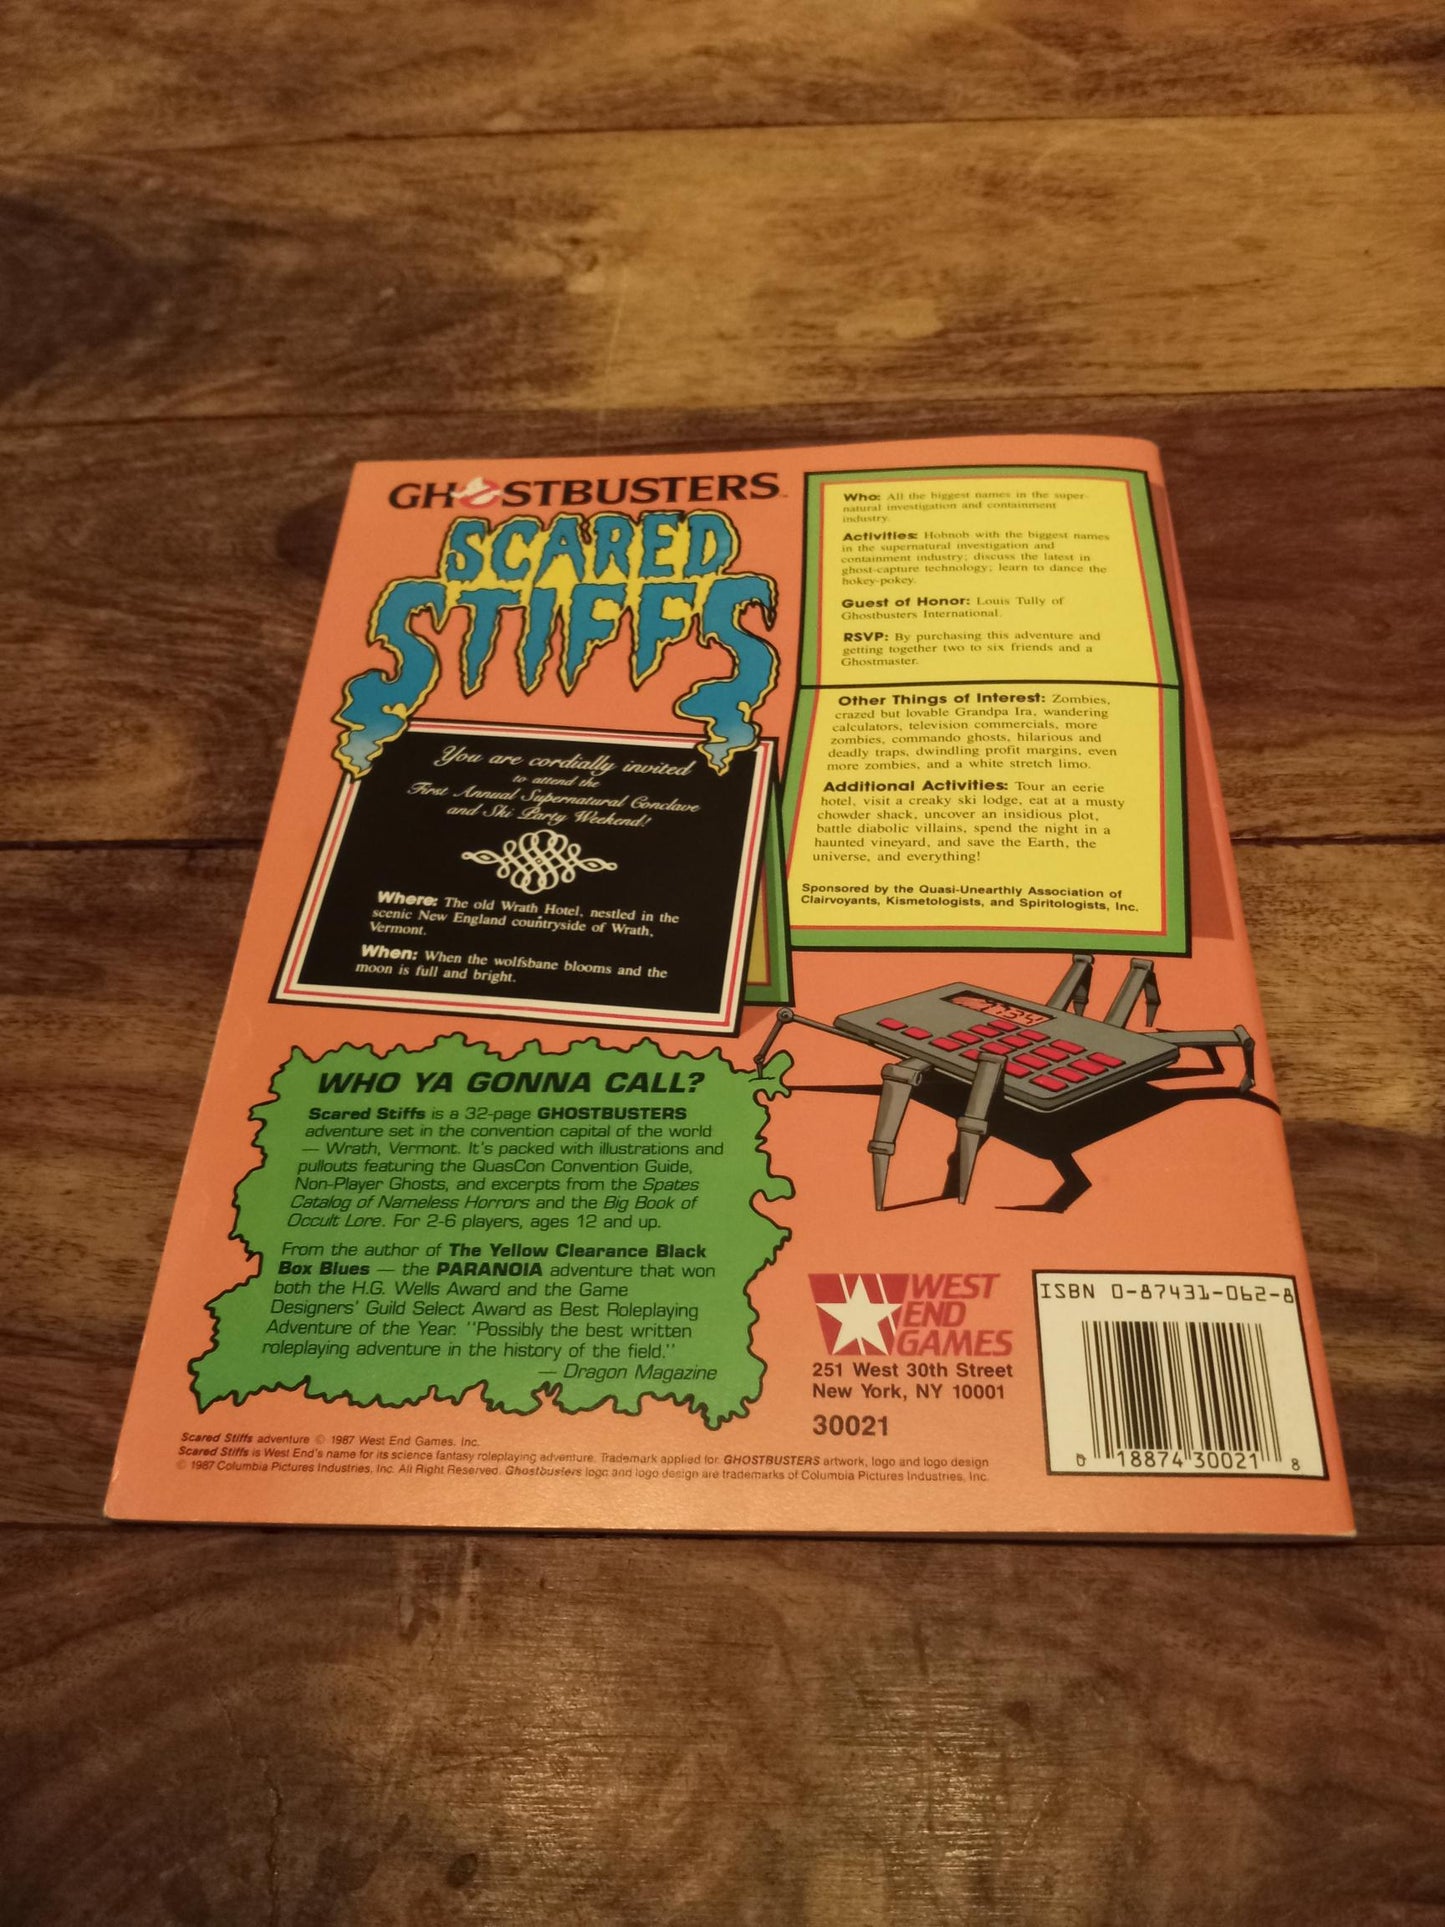 GHOSTBUSTERS™
SCARED
STIFFS
You are cordially invited
to attend the
First Annual Supernatural Conclave
and Ski Party Weekend!
Where: The old Wrath Hotel, nestled in the
scenic New England countryside of Wrath,
Vermont.
When: When the wolfsbane blooms and the
moon is full and bright.
Who: All the biggest names in the super-
natural investigation and containment
industry.
Activities: Hobnob with the biggest names
in the supernatural investigation and
containment industry; discuss the latest in
ghost-capture technology; learn to dance the
hokey-pokey.
Guest of Honor: Louis Tully of
Ghostbusters International.
RSVP: By purchasing this adventure and
getting together two to six friends and a
Ghostmaster.
Other Things of Interest: Zombies,
crazed but lovable Grandpa Ira, wandering
calculators, television commercials, more
zombies, commando ghosts, hilarious and
deadly traps, dwindling profit margins, even
more zombies, and a white stretch limo.
Additional Activities: Tour an eerie
hotel, visit a creaky ski lodge, eat at a musty
chowder shack, uncover an insidious plot,
battle diabolic villains, spend the night in a
haunted vineyard, and save the Earth, the
universe, and everything!
Sponsored by the Quasi-Unearthly Association of
Clairvoyants, Kismetologists, and Spiritologists, Inc.
WHO YA GONNA CALL?
Scared Stiffs is a 32-page GHOSTBUSTERS
adventure set in the convention capital of the world
— Wrath, Vermont. It's packed with illustrations and
pullouts featuring the QuasCon Convention Guide,
Non-Player Ghosts, and excerpts from the Spates
Catalog of Nameless Horrors and the Big Book of
Occult Lore. For 2-6 players, ages 12 and up.
From the author of The Yellow Clearance Black
Box Blues — the PARANOIA adventure that won
both the H.G. Wells Award and the Game
Designers' Guild Select Award as Best Roleplaying
Adventure of the Year. "Possibly the best written
roleplaying adventure in the history of the field."
— Dragon Magazine
WEST
END
GAMES
251 West 30th Street
New York, NY 10001
30021
ISBN 0-87431-062-8
0 18874 30021 8
Scared Stiffs adventure © 1987 West End Games, Inc.
Scared Stiffs is West End's name for its science fantasy roleplaying adventure. Trademark applied for. GHOSTBUSTERS artwork, logo and logo design
© 1987 Columbia Pictures Industries, Inc. All Right Reserved. Ghostbusters logo and logo design are trademarks of Columbia Pictures Industries, Inc.